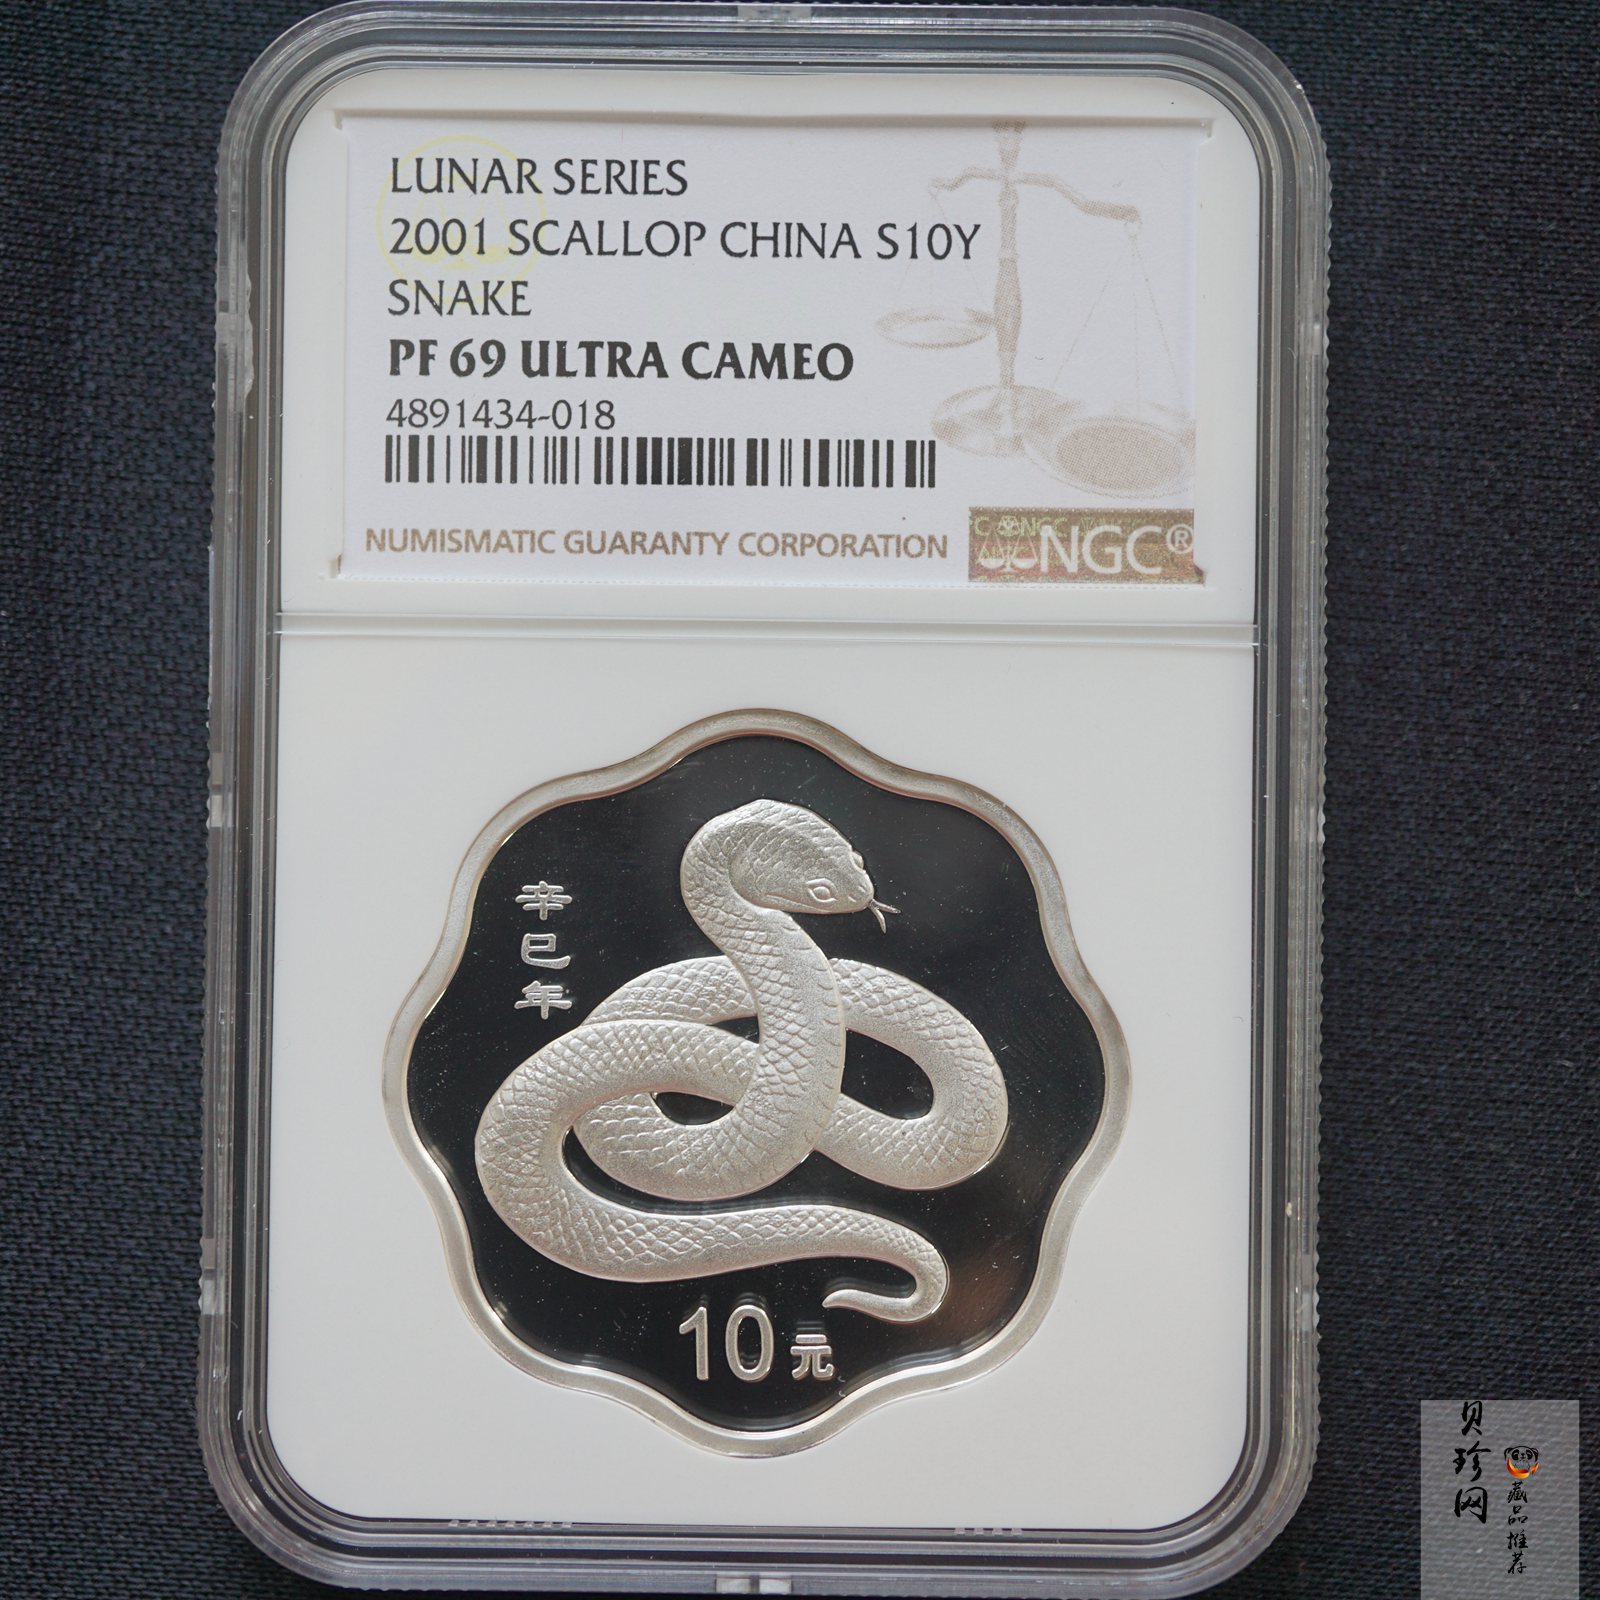 LUNAR SERIES
2001 SCALLOP CHINA S10Y
SNAKE
PF 69 ULTRA CAMEO
4891434-018
NUMISMATIC GUARANTY CORPORATION
NGC®
辛巳年
10元
贝珍网
藏品推荐